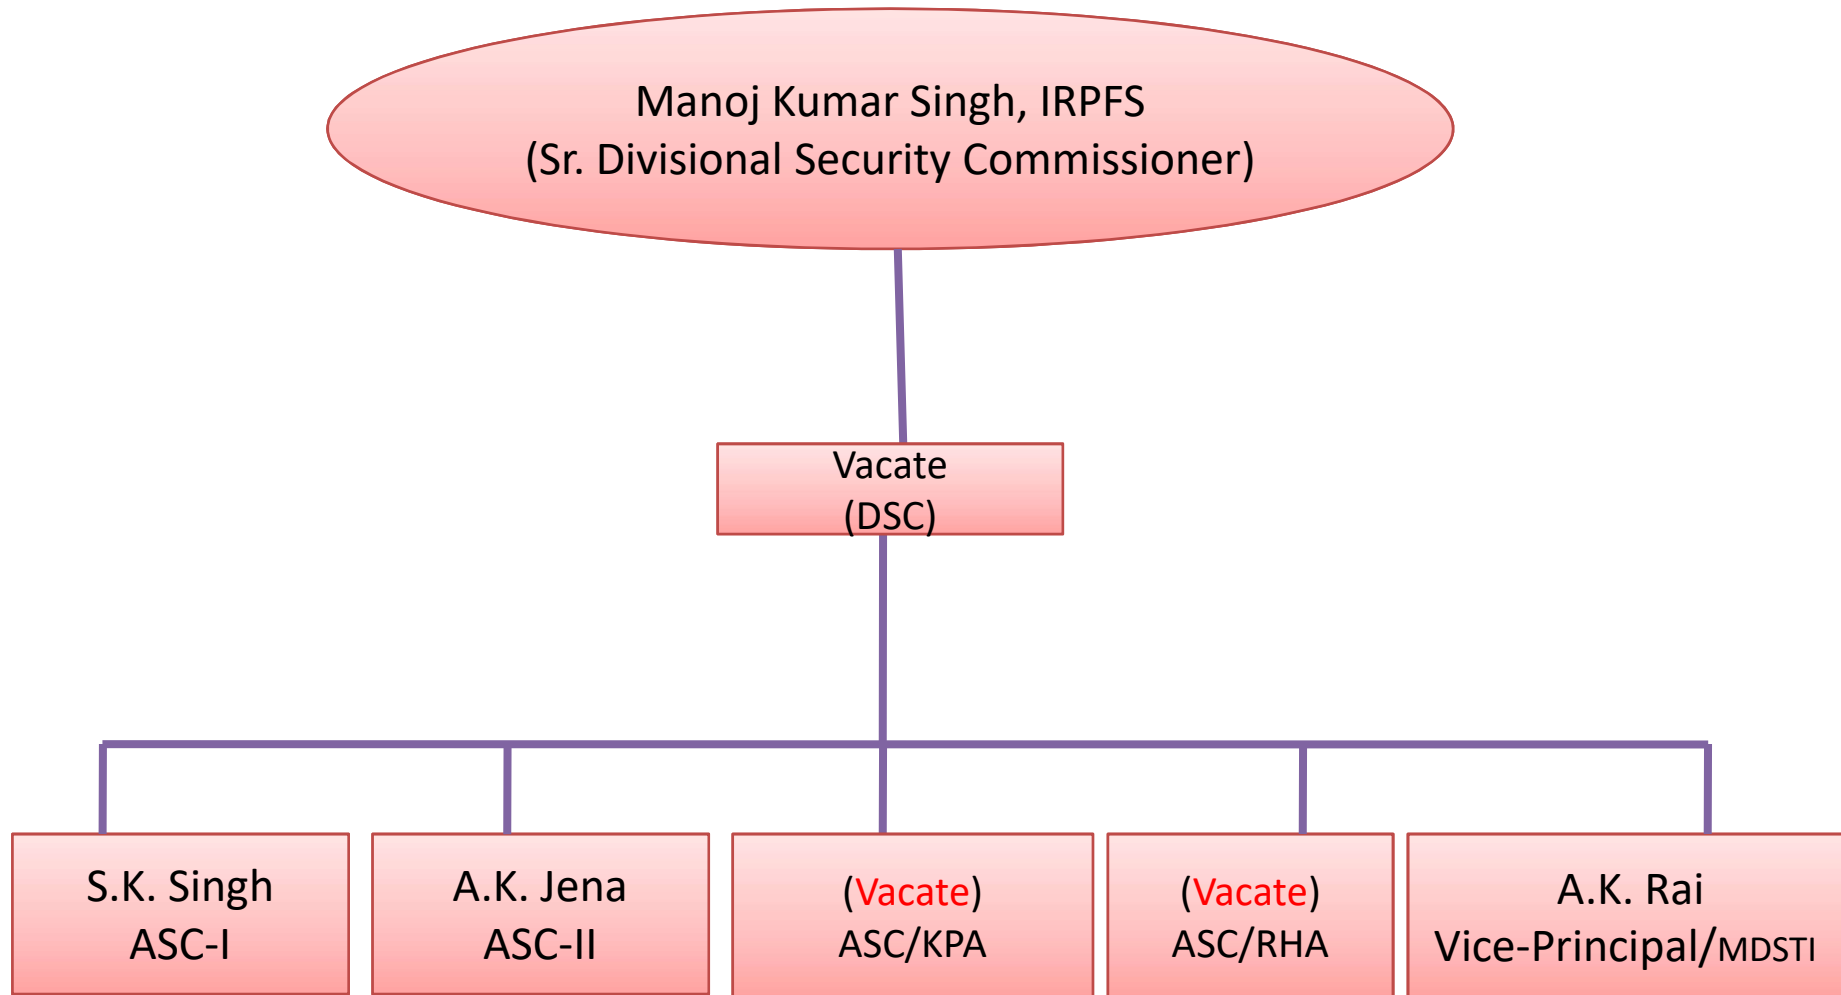 Manoj Kumar Singh, IRPFS
(Sr. Divisional Security Commissioner)
Vacate
(DSC)
S.K. Singh
ASC-I
A.K. Jena
ASC-II
(Vacate)
ASC/KPA
(Vacate)
ASC/RHA
A.K. Rai
Vice-Principal/MDSTI